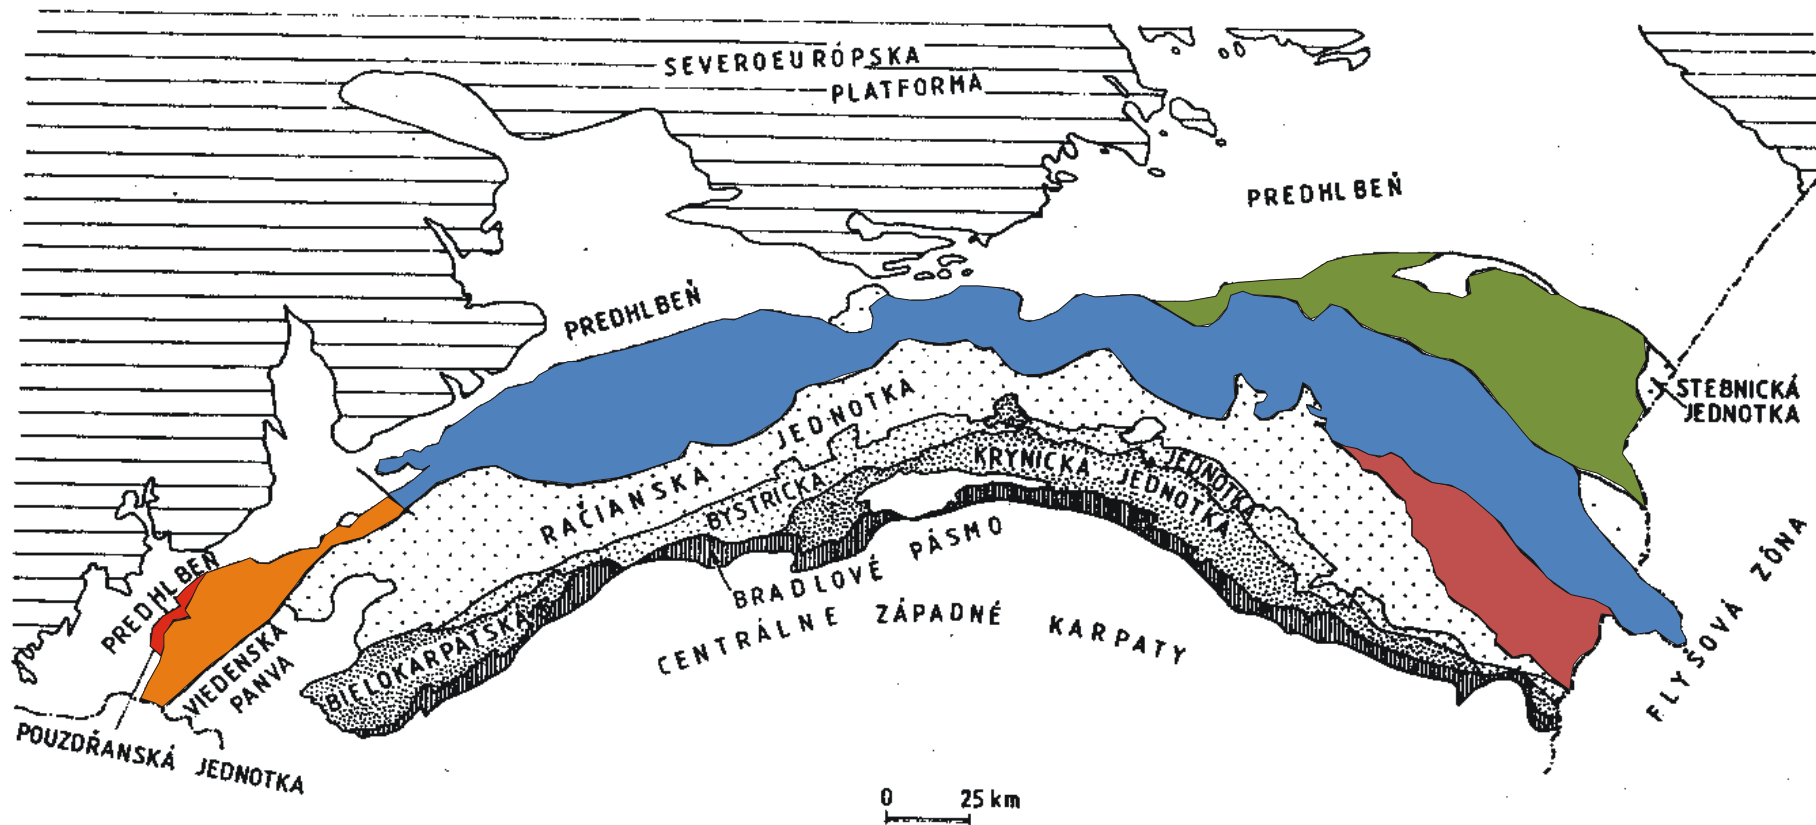 SEVEROEURÓPSKA
PLATFORMA
PREDHLBEŇ
PREDHLBEŇ
STEBNICKÁ
JEDNOTKA
RAČIANSKA JEDNOTKA
BYSTRICKÁ
JEDNOTKA
KRYNICKÁ
JEDNOTKA
PREDHLBEŇ
BRADLOVÉ PÁSMO
CENTRÁLNE ZÁPADNÉ KARPATY
FLYŠOVÁ ZÓNA
VIEDENSKÁ
PANVA
BIELOKARPATSKÁ
POUZDŘANSKÁ JEDNOTKA
0 25 km